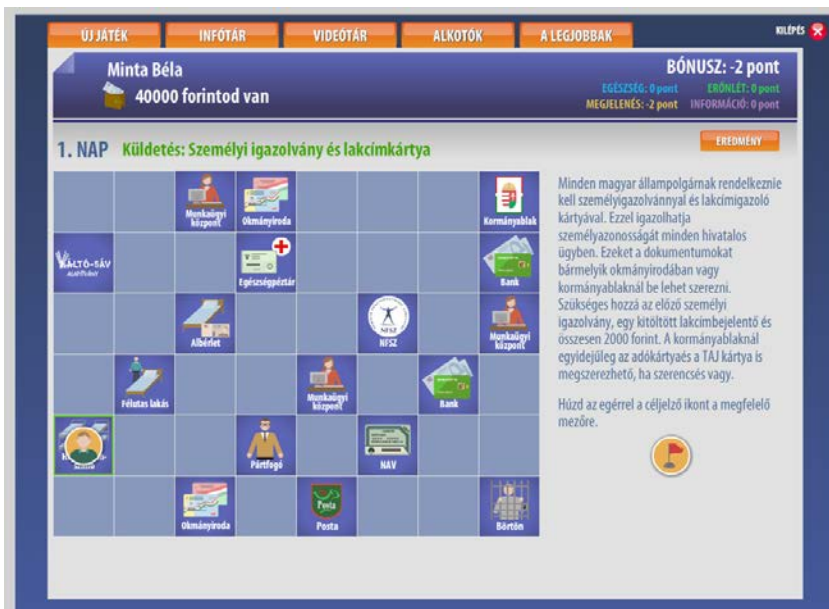 ÚJ JÁTÉK
INFÓTÁR
VIDEÓTÁR
ALKOTÓK
A LEGJOBBAK
KILÉPÉS
Minta Béla
40000 forintod van
BÓNUSZ: -2 pont
EGÉSZSÉG: 0 pont ERŐNLÉT: 0 pont
MEGJELENÉS: -2 pont INFORMÁCIÓ: 0 pont
1. NAP Küldetés: Személyi igazolvány és lakcímkártya
EREDMÉNY
Munkaügyi
központ
Okmányiroda
Kormányablak
VÁLTÓ-SÁV
ALAPÍTVÁNY
Egészségpéztár
Bank
Albérlet
NFSZ
NFSZ
Munkaügyi
központ
Félutas lakás
Munkaügyi
központ
Bank
Pártfogó
NAV
Okmányiroda
Posta
Posta
Börtön
Minden magyar állampolgárnak rendelkeznie
kell személyigazolvánnyal és lakcímigazoló
kártyával. Ezzel igazolhatja
személyazonosságát minden hivatalos
ügyben. Ezeket a dokumentumokat
bármelyik okmányirodában vagy
kormányablaknál be lehet szerezni.
Szükséges hozzá az előző személyi
igazolvány, egy kitöltött lakcímbejelentő és
összesen 2000 forint. A kormányablaknál
egyidejűleg az adókártyaés a TAJ kártya is
megszerezhető, ha szerencsés vagy.
Húzd az egérrel a céljelző ikont a megfelelő
mezőre.